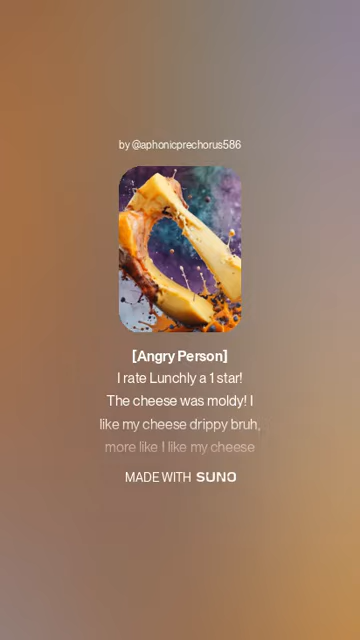 by @aphonicprechorus586
[Angry Person]
I rate Lunchly a 1 star!
The cheese was moldy! I
like my cheese drippy bruh,
more like I like my cheese
MADE WITH SUNO